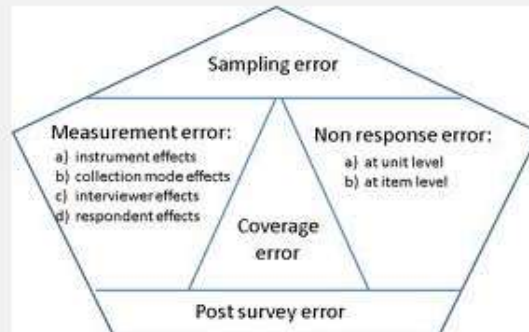 Sampling error
Measurement error:
a) instrument effects
b) collection mode effects
c) interviewer effects
d) respondent effects
Non response error:
a) at unit level
b) at item level
Coverage
error
Post survey error